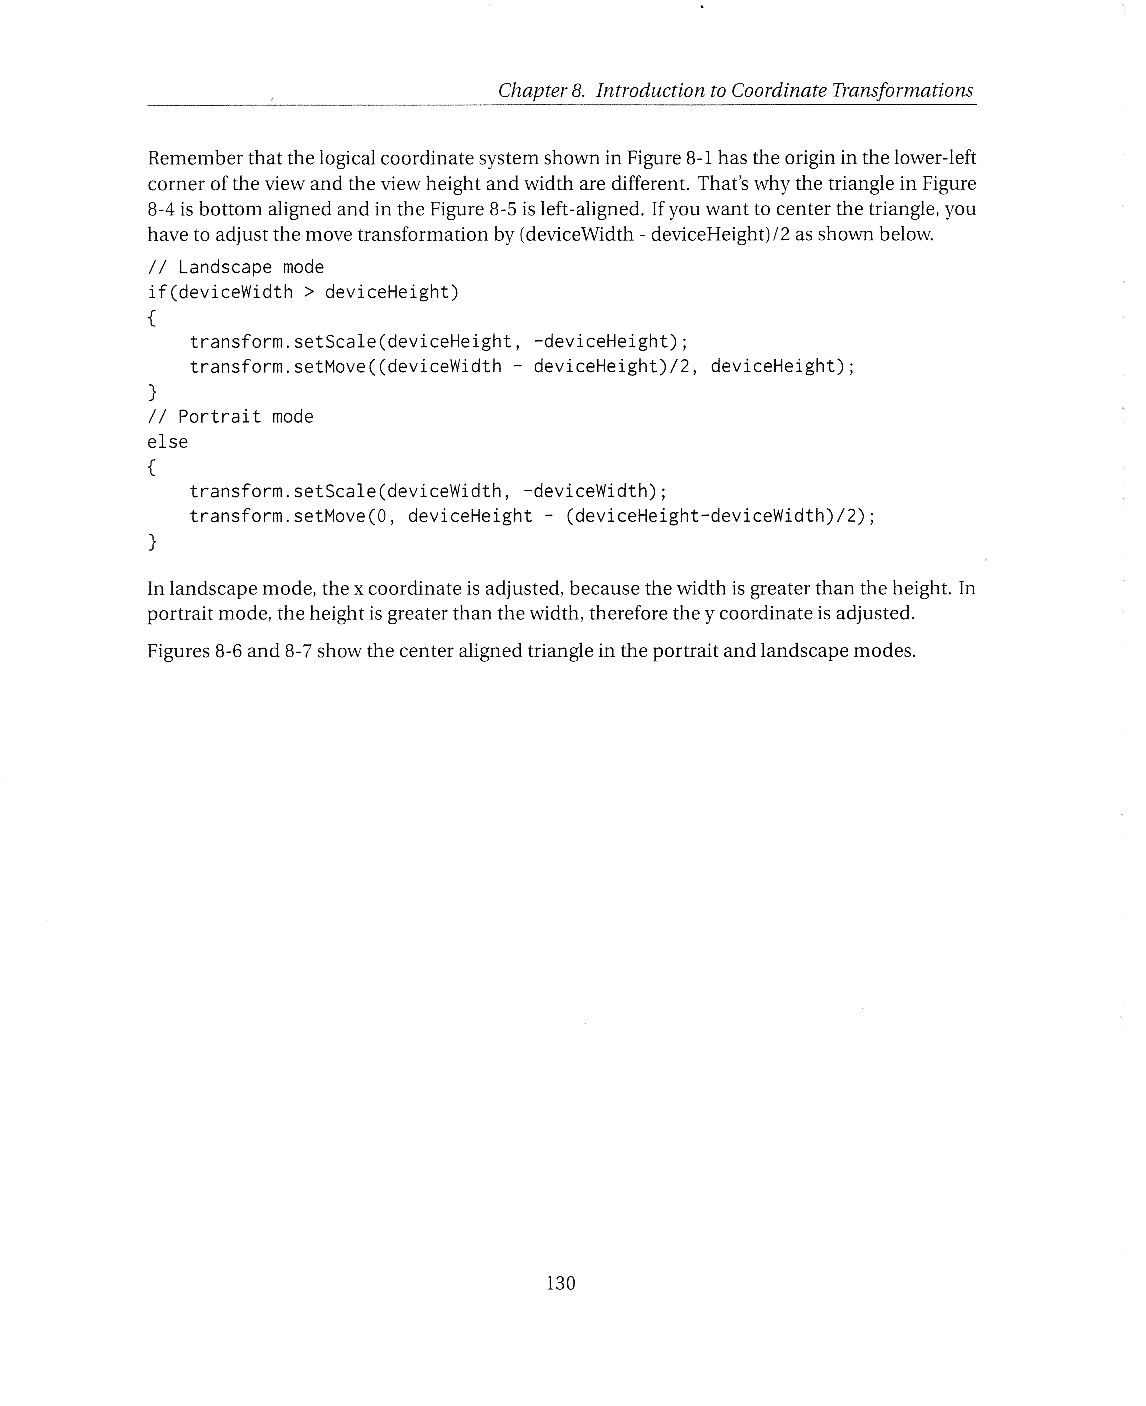 Chapter 8. Introduction to Coordinate Transformations
Remember that the logical coordinate system shown in Figure 8-1 has the origin in the lower-left
corner of the view and the view height and width are different. That's why the triangle in Figure
8-4 is bottom aligned and in the Figure 8-5 is left-aligned. If you want to center the triangle, you
have to adjust the move transformation by (deviceWidth - deviceHeight)/2 as shown below.
// Landscape mode
if(deviceWidth > deviceHeight)
{
    transform.setScale(deviceHeight, -deviceHeight);
    transform.setMove((deviceWidth - deviceHeight)/2, deviceHeight);
}
// Portrait mode
else
{
    transform.setScale(deviceWidth, -deviceWidth);
    transform.setMove(0, deviceHeight - (deviceHeight-deviceWidth)/2);
}
In landscape mode, the x coordinate is adjusted, because the width is greater than the height. In
portrait mode, the height is greater than the width, therefore the y coordinate is adjusted.
Figures 8-6 and 8-7 show the center aligned triangle in the portrait and landscape modes.
130